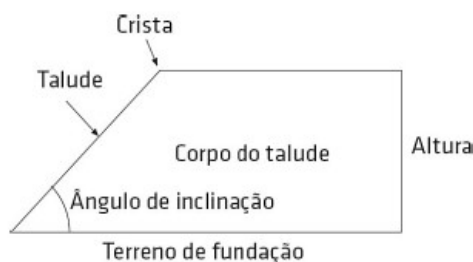 Crista
Talude
Corpo do talude
Altura
Ângulo de inclinação
Terreno de fundação